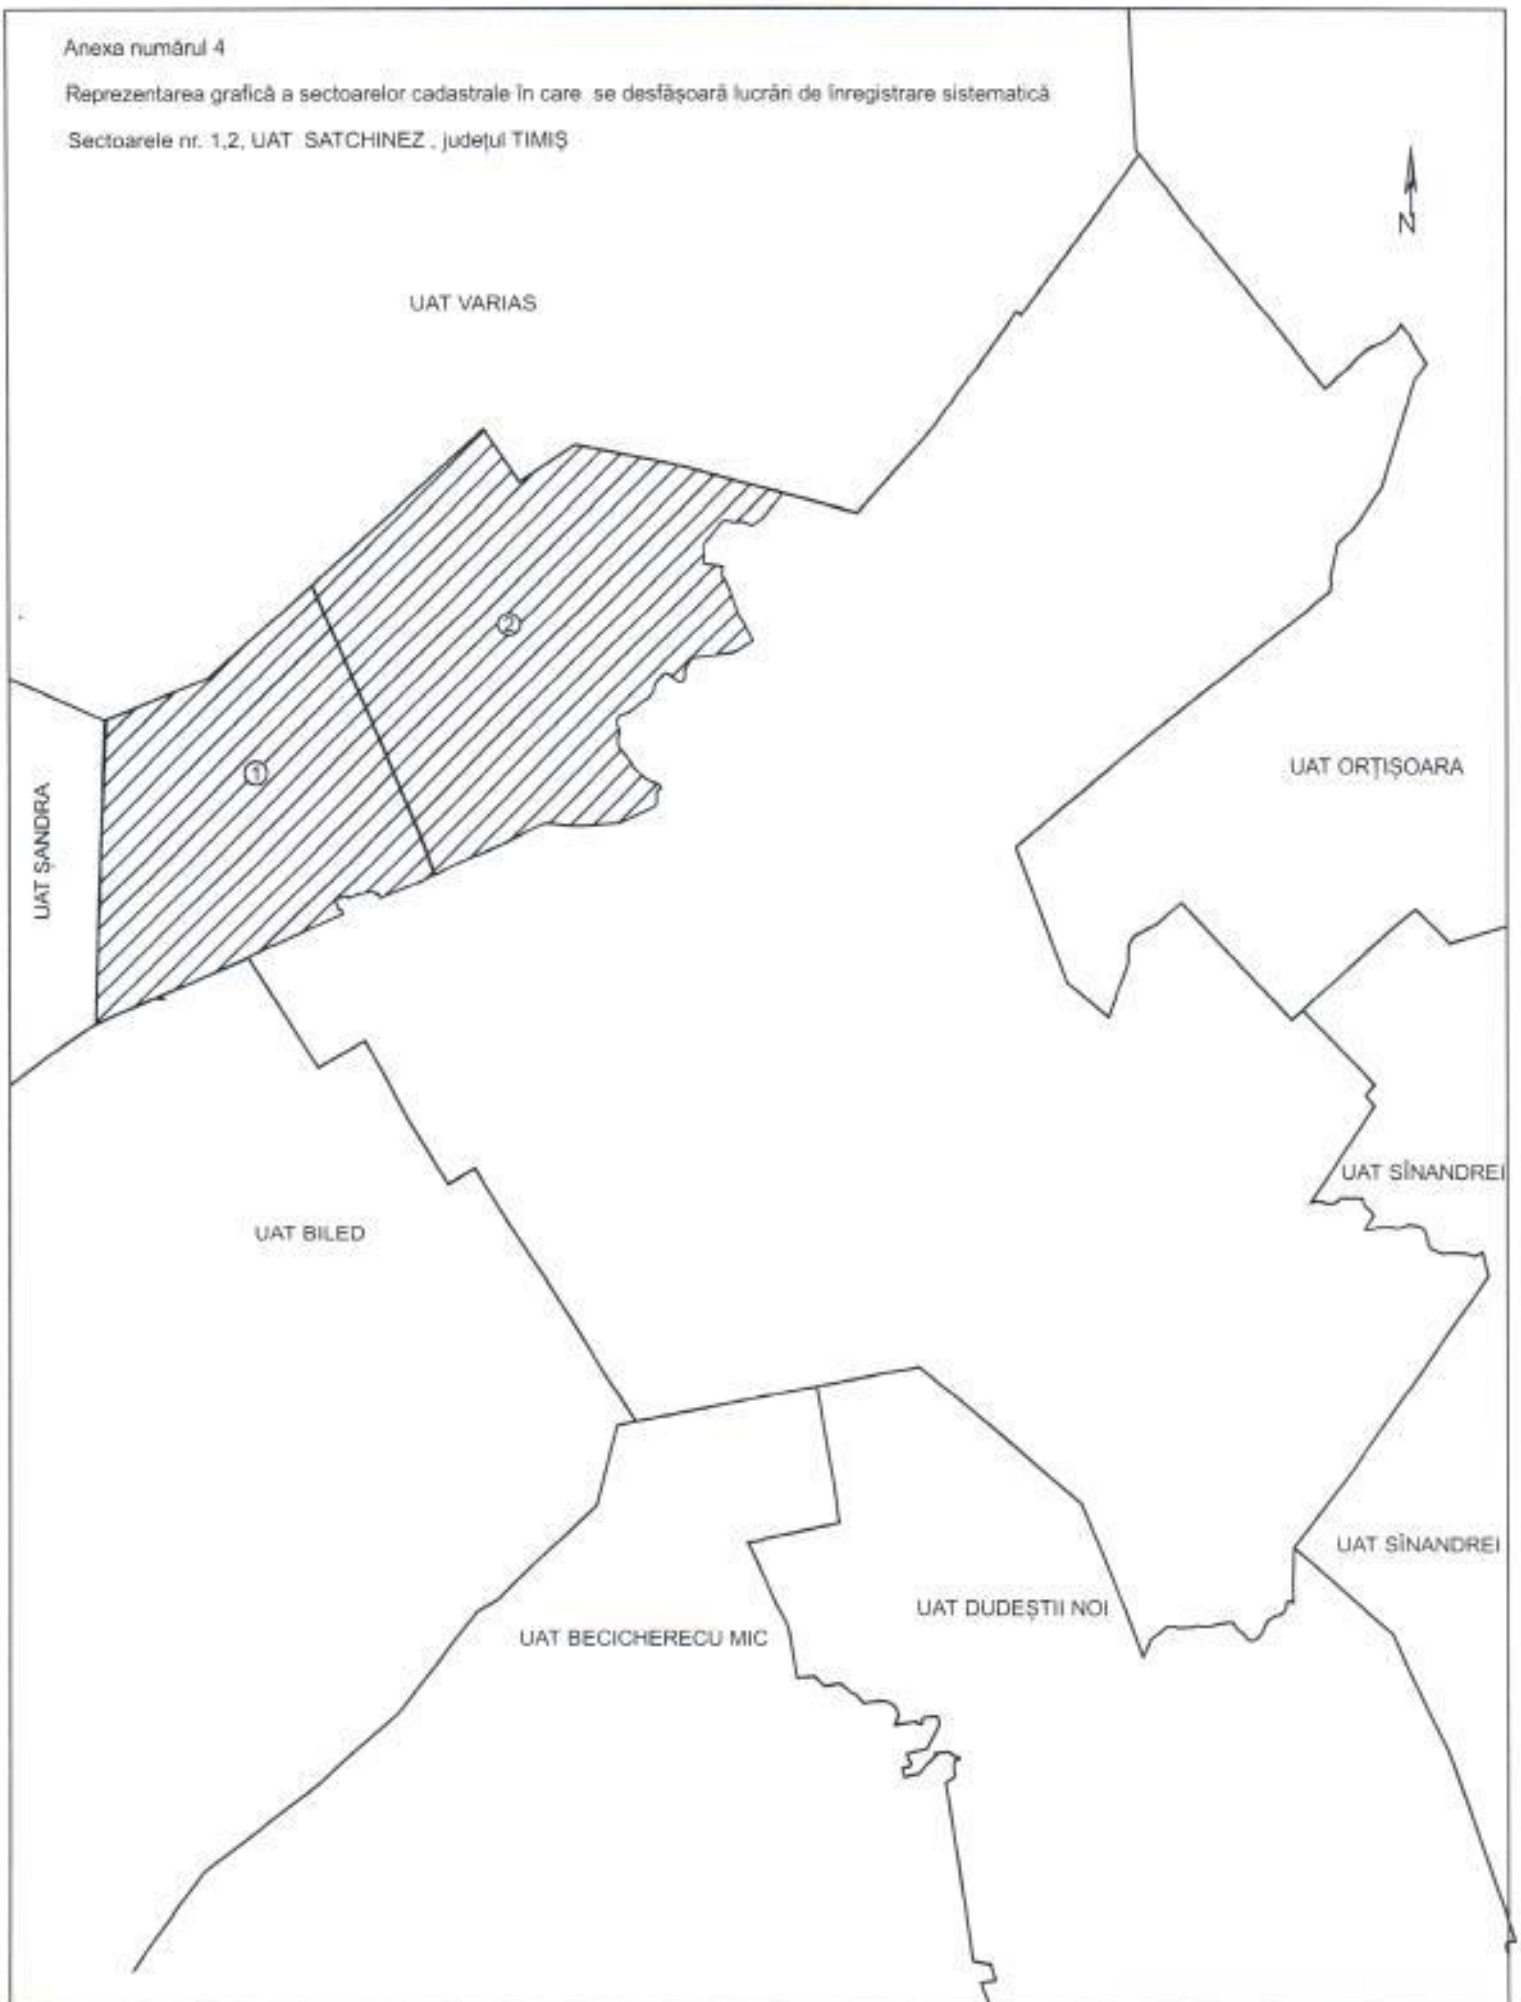 Anexa numărul 4
Reprezentarea grafică a sectoarelor cadastrale în care se desfășoară lucrări de înregistrare sistematică
Sectoarele nr. 1,2, UAT SATCHINEZ , județul TIMIȘ
N
UAT VARIAS
2
1
UAT ORȚIȘOARA
UAT ȘANDRA
UAT SÎNANDREI
UAT BILED
UAT SÎNANDREI
UAT DUDEȘTII NOI
UAT BECICHERECU MIC